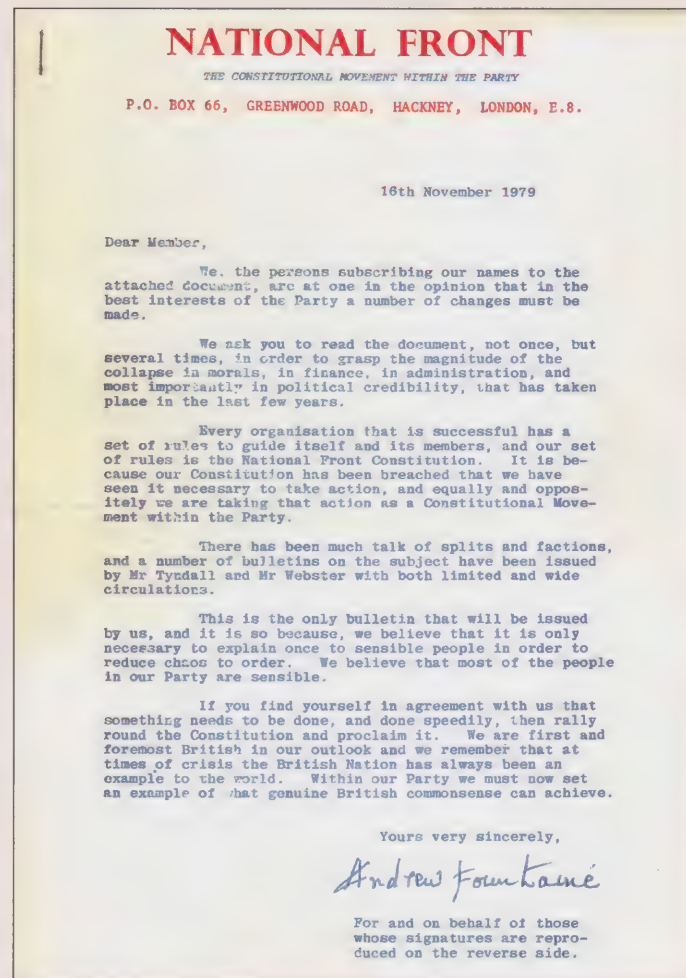 NATIONAL FRONT
THE CONSTITUTIONAL MOVEMENT WITHIN THE PARTY
P.O. BOX 66, GREENWOOD ROAD, HACKNEY, LONDON, E.8.
16th November 1979
Dear Member,
We, the persons subscribing our names to the
attached document, are at one in the opinion that in the
best interests of the Party a number of changes must be
made.
We ask you to read the document, not once, but
several times, in order to grasp the magnitude of the
collapse in morals, in finance, in administration, and
most importantly in political credibility, that has taken
place in the last few years.
Every organisation that is successful has a
set of rules to guide itself and its members, and our set
of rules is the National Front Constitution. It is be-
cause our Constitution has been breached that we have
seen it necessary to take action, and equally and oppos-
itely we are taking that action as a Constitutional Move-
ment within the Party.
There has been much talk of splits and factions,
and a number of bulletins on the subject have been issued
by Mr Tyndall and Mr Webster with both limited and wide
circulations.
This is the only bulletin that will be issued
by us, and it is so because, we believe that it is only
necessary to explain once to sensible people in order to
reduce chaos to order. We believe that most of the people
in our Party are sensible.
If you find yourself in agreement with us that
something needs to be done, and done speedily, then rally
round the Constitution and proclaim it. We are first and
foremost British in our outlook and we remember that at
times of crisis the British Nation has always been an
example to the world. Within our Party we must now set
an example of what genuine British commonsense can achieve.
Yours very sincerely,
Andrew Fountaine
For and on behalf of those
whose signatures are repro-
duced on the reverse side.